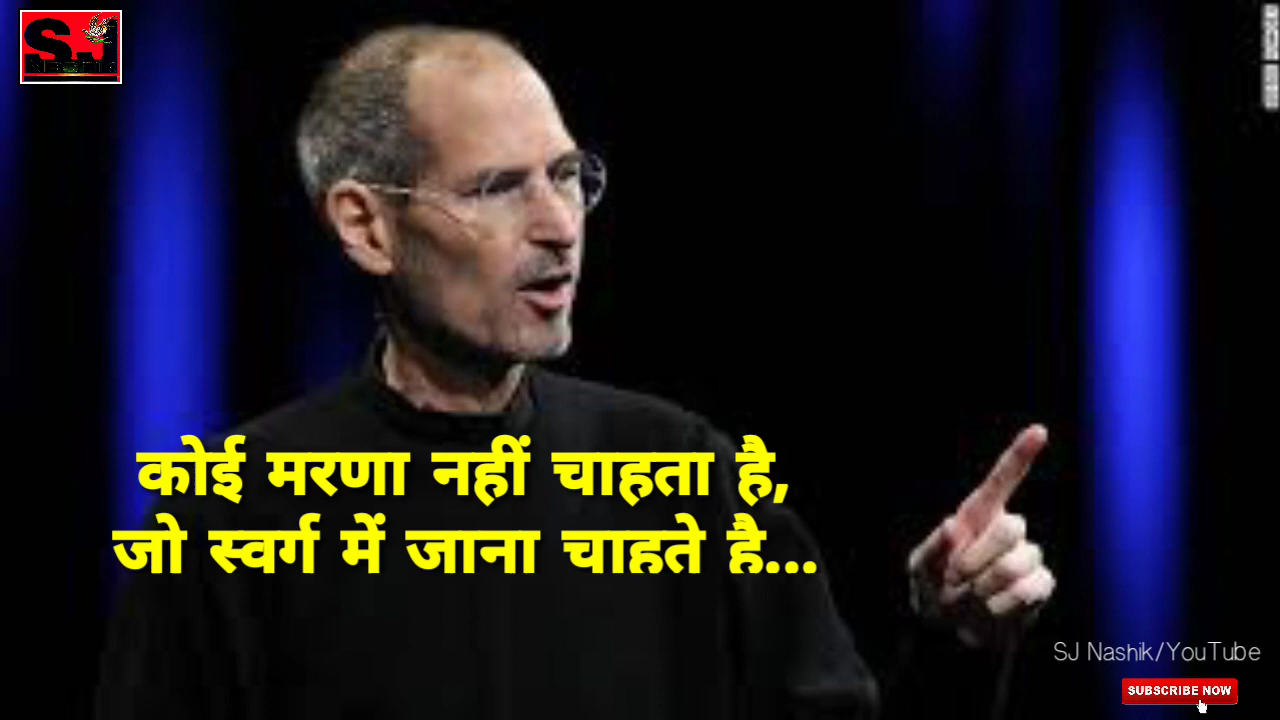 SJ
कोई मरणा नहीं चाहता है,
जो स्वर्ग में जाना चाहते है...
SJ Nashik/YouTube
SUBSCRIBE NOW